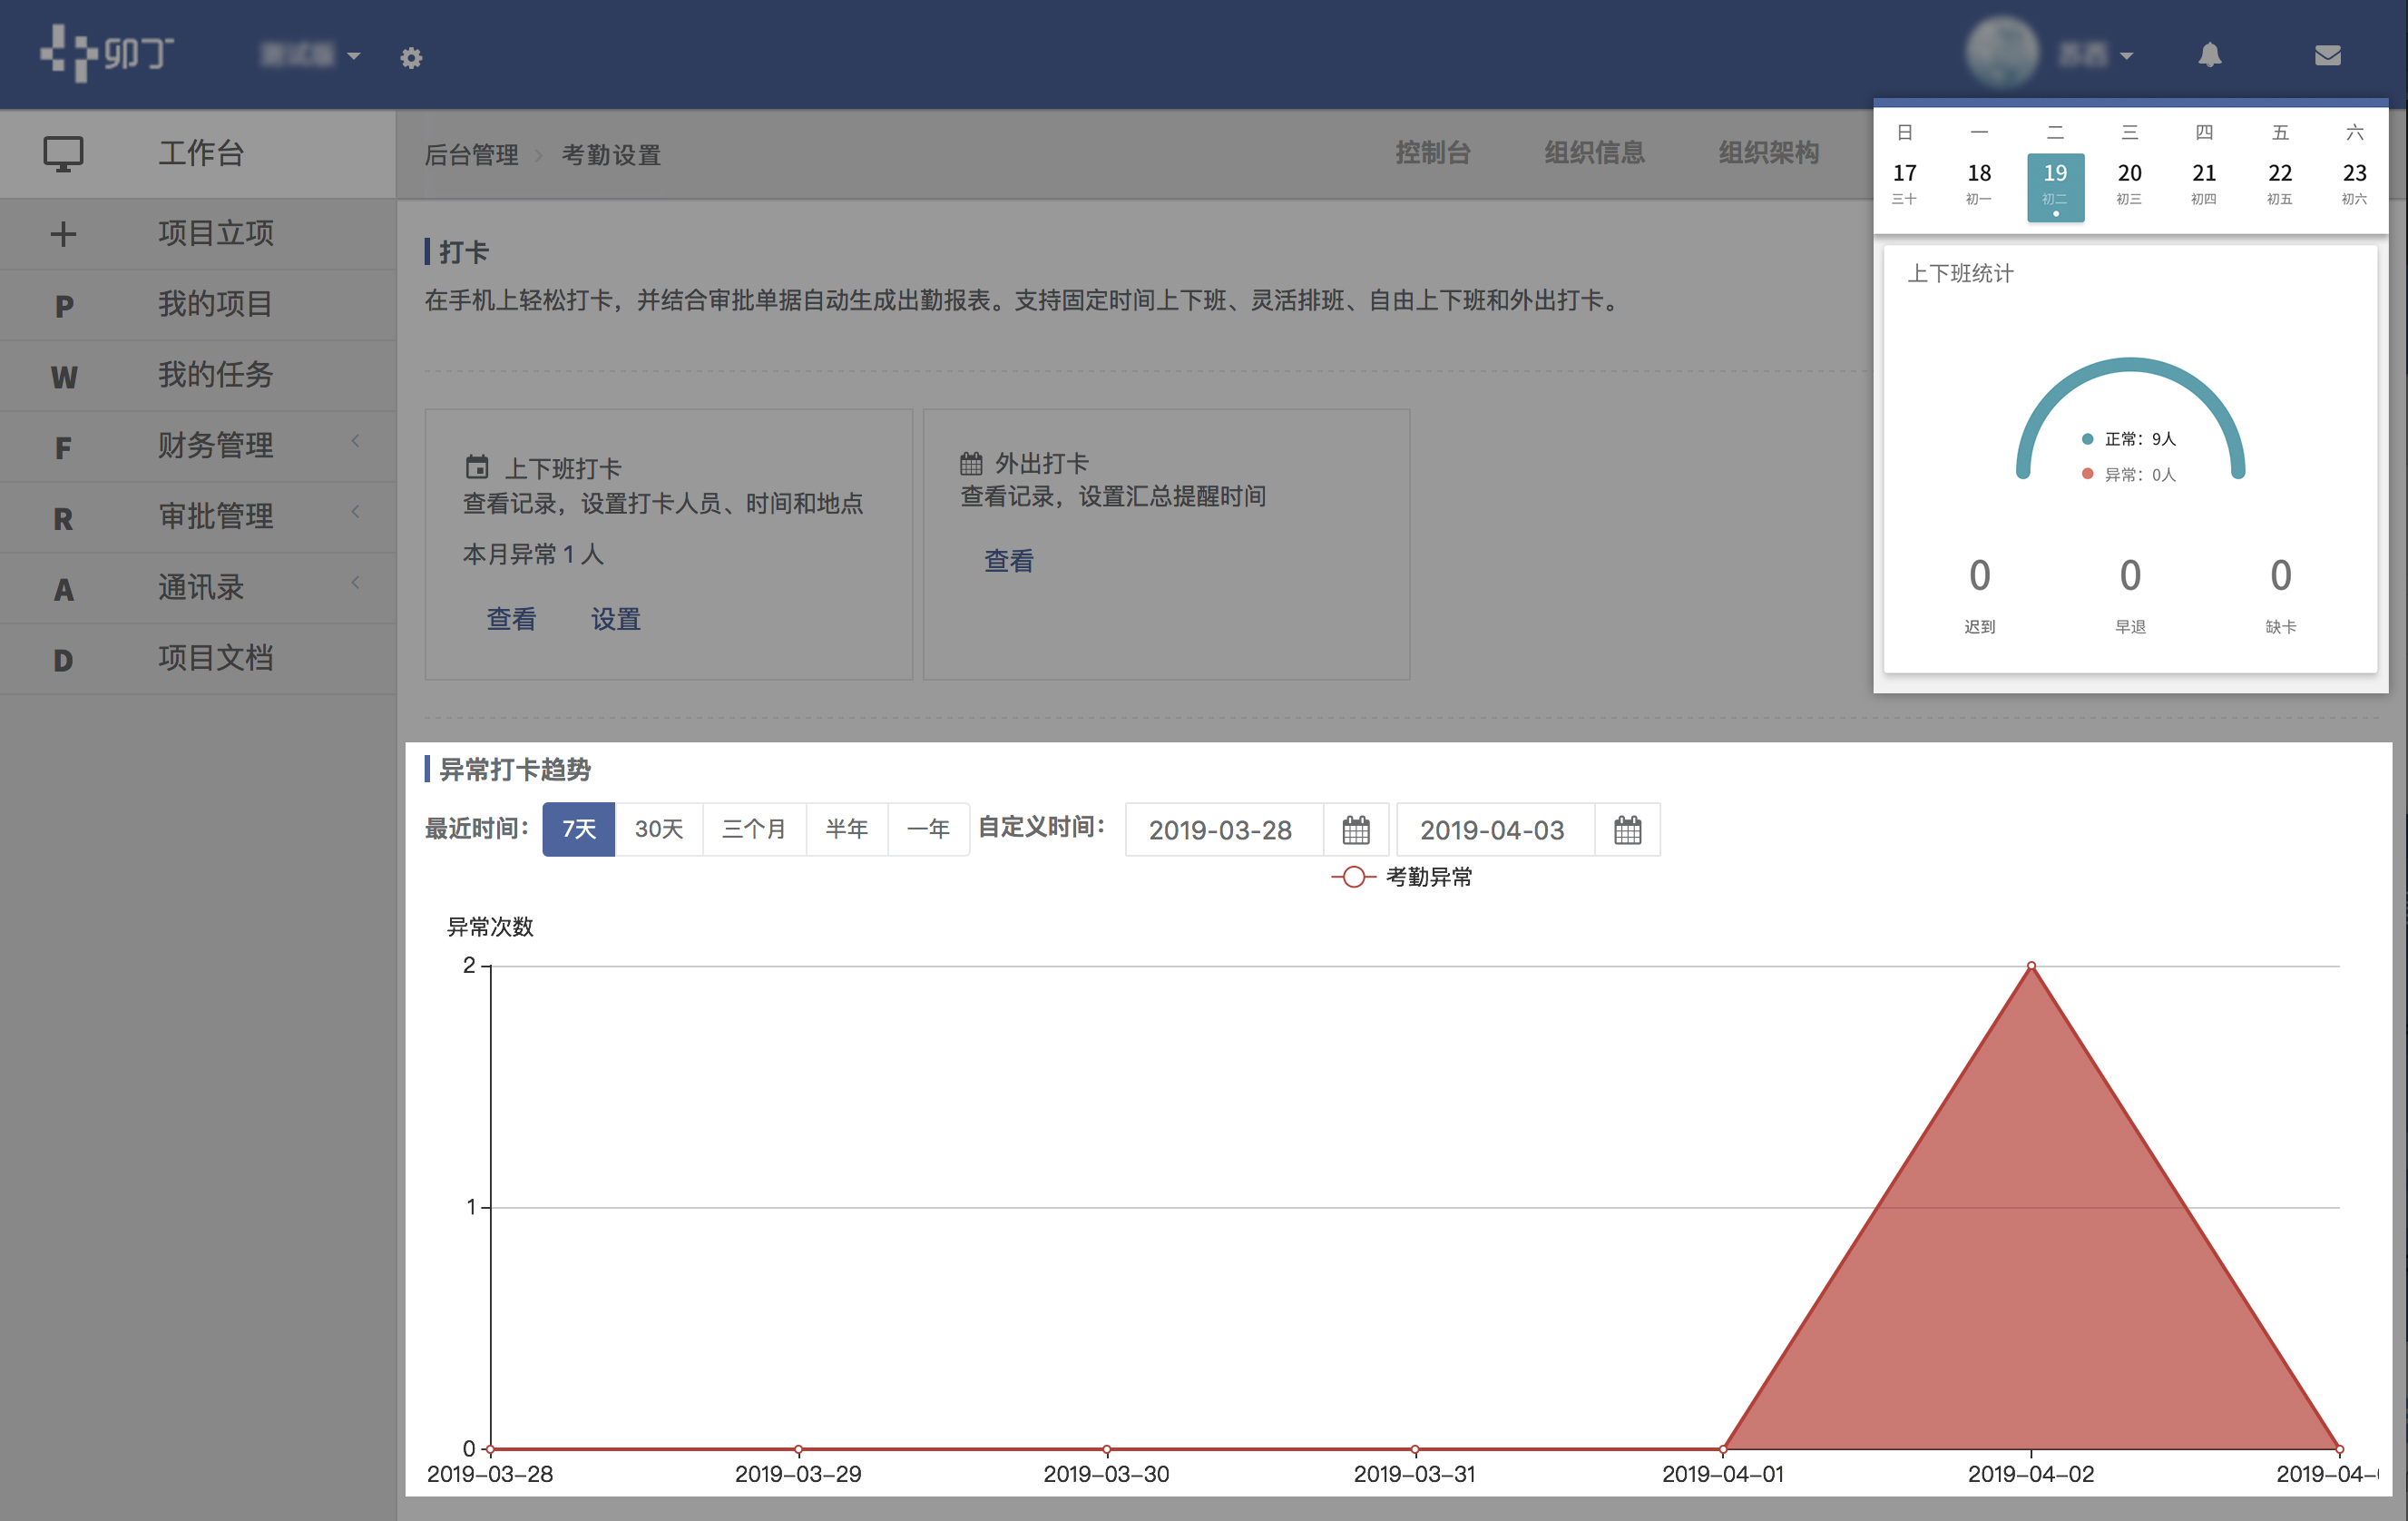 卯丁
工作台
项目立项
P 我的项目
W 我的任务
F 财务管理
R 审批管理
A 通讯录
D 项目文档
后台管理 考勤设置
控制台 组织信息 组织架构
打卡
在手机上轻松打卡，并结合审批单据自动生成出勤报表。支持固定时间上下班、灵活排班、自由上下班和外出打卡。
上下班打卡
查看记录，设置打卡人员、时间和地点
本月异常 1 人
查看 设置
外出打卡
查看记录，设置汇总提醒时间
查看
日 一 二 三 四 五 六
17 18 19 20 21 22 23
三十 初一 初二 初三 初四 初五 初六
上下班统计
正常：9人
异常：0人
0 0 0
迟到 早退 缺卡
异常打卡趋势
最近时间： 7天 30天 三个月 半年 一年 自定义时间： 2019-03-28 2019-04-03
考勤异常
异常次数
2
1
0
2019-03-28 2019-03-29 2019-03-30 2019-03-31 2019-04-01 2019-04-02 2019-04-